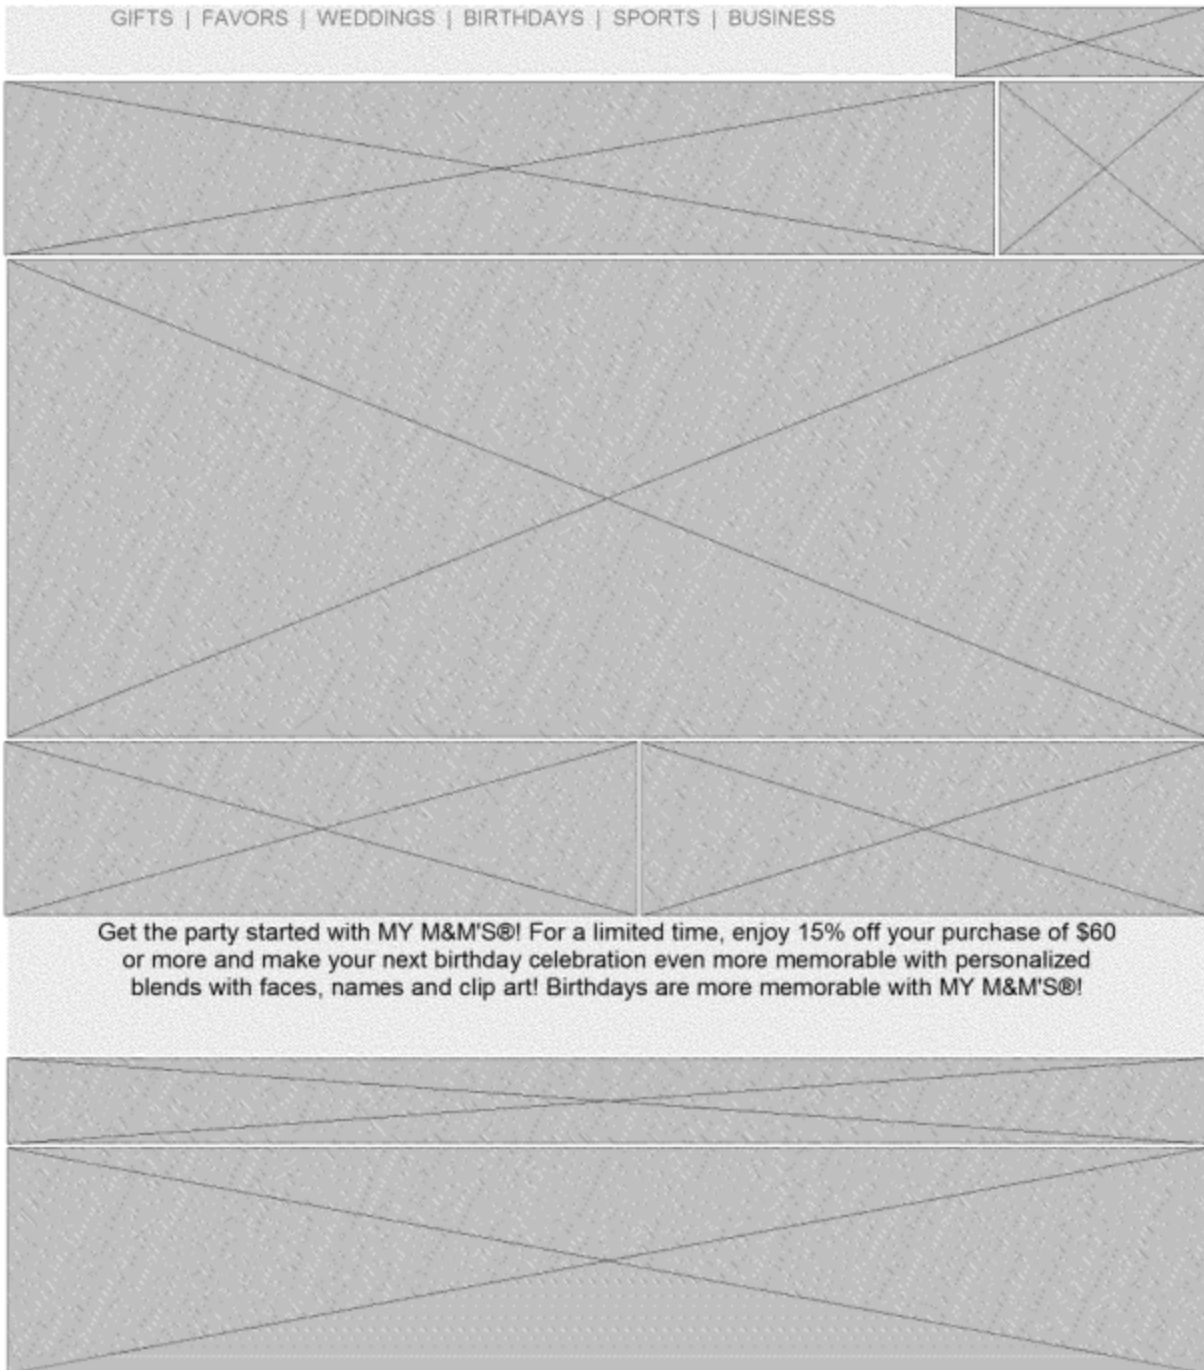 GIFTS | FAVORS | WEDDINGS | BIRTHDAYS | SPORTS | BUSINESS
Get the party started with MY M&M'S®! For a limited time, enjoy 15% off your purchase of $60
or more and make your next birthday celebration even more memorable with personalized
blends with faces, names and clip art! Birthdays are more memorable with MY M&M'S®!